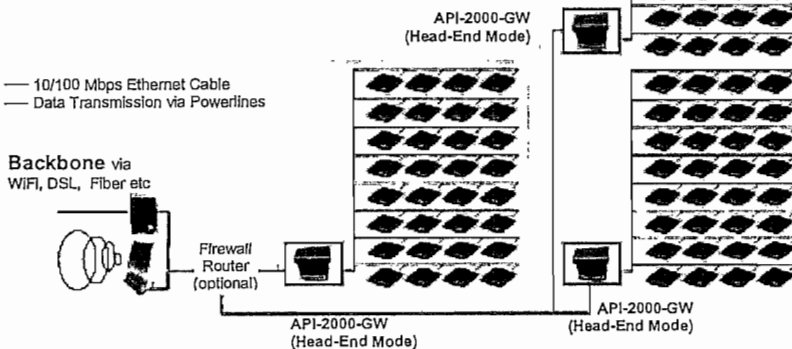 API-2000-GW
(Head-End Mode)
10/100 Mbps Ethernet Cable
Data Transmission via Powerlines
Backbone via
WiFi, DSL, Fiber etc
Firewall
Router
(optional)
API-2000-GW
(Head-End Mode)
API-2000-GW
(Head-End Mode)